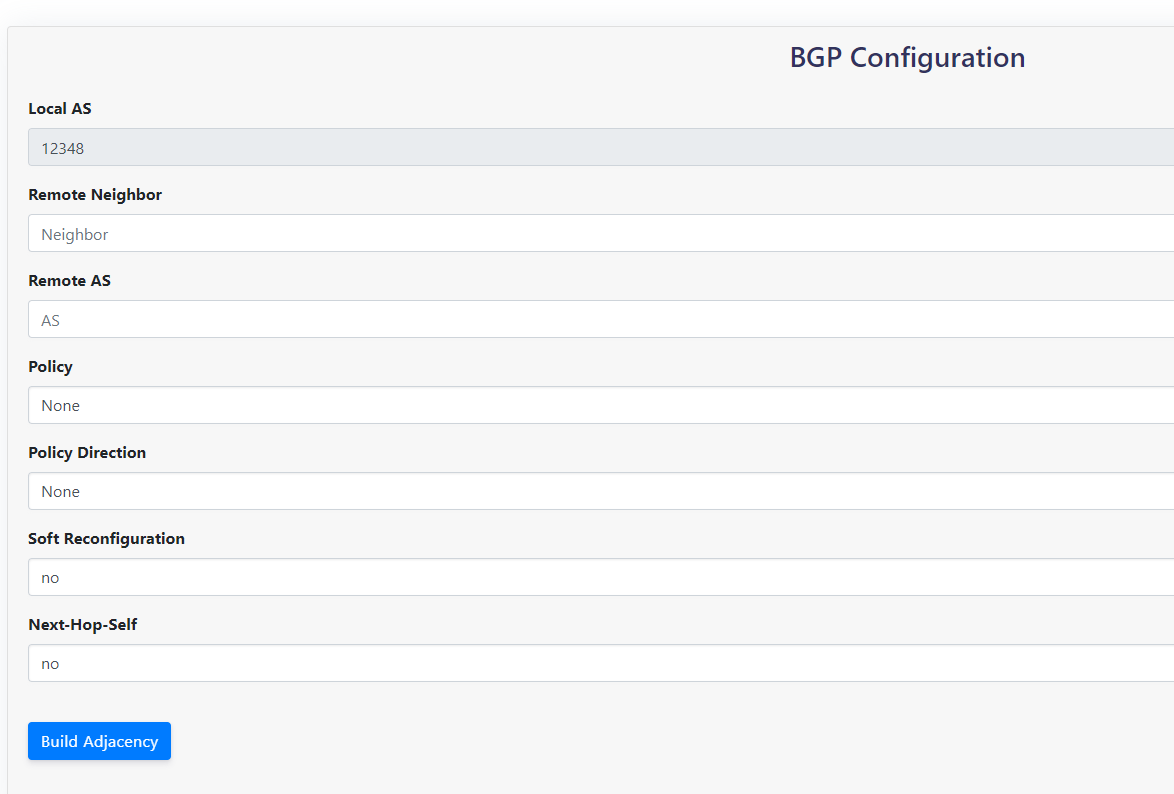 BGP Configuration
Local AS
12348
Remote Neighbor
Neighbor
Remote AS
AS
Policy
None
Policy Direction
None
Soft Reconfiguration
no
Next-Hop-Self
no
Build Adjacency